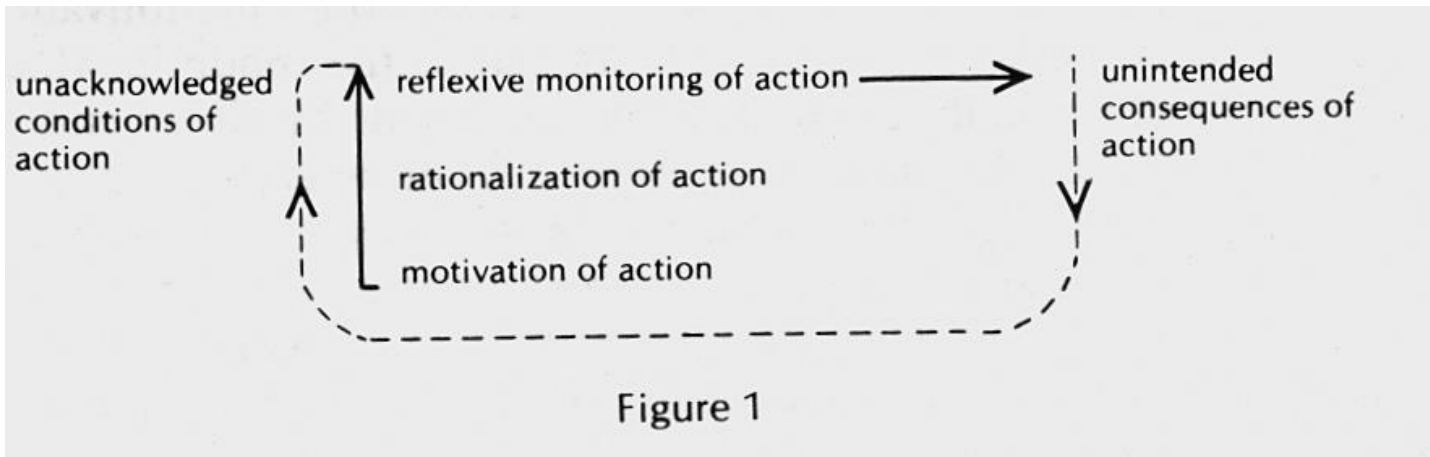 unacknowledged
conditions of
action
reflexive monitoring of action
rationalization of action
motivation of action
unintended
consequences of
action
Figure 1